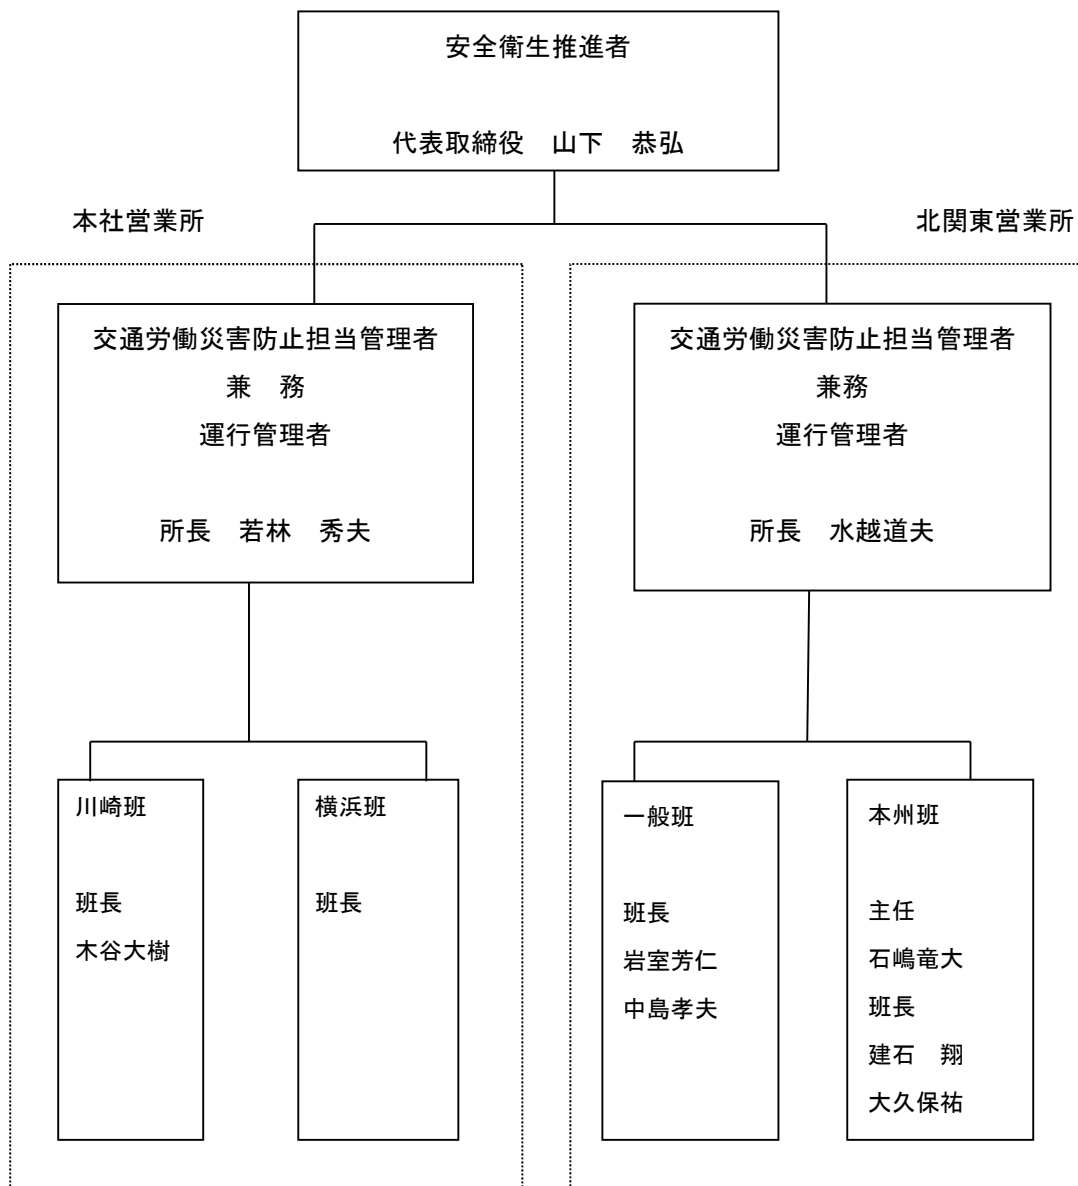 安全衛生推進者
代表取締役　山下　恭弘
本社営業所
北関東営業所
交通労働災害防止担当管理者
兼　務
運行管理者
所長　若林　秀夫
交通労働災害防止担当管理者
兼務
運行管理者
所長　水越道夫
川崎班
班長
木谷大樹
横浜班
班長
一般班
班長
岩室芳仁
中島孝夫
本州班
主任
石嶋竜大
班長
建石　翔
大久保祐